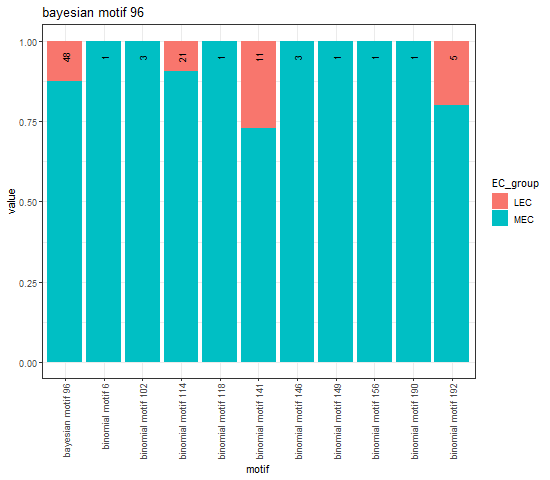 bayesian motif 96
1.00
0.75
0.50
0.25
0.00
value
48
1
3
21
1
11
3
1
1
1
5
bayesian motif 96
binomial motif 6
binomial motif 102
binomial motif 114
binomial motif 118
binomial motif 141
binomial motif 146
binomial motif 149
binomial motif 156
binomial motif 190
binomial motif 192
motif
EC_group
LEC
MEC